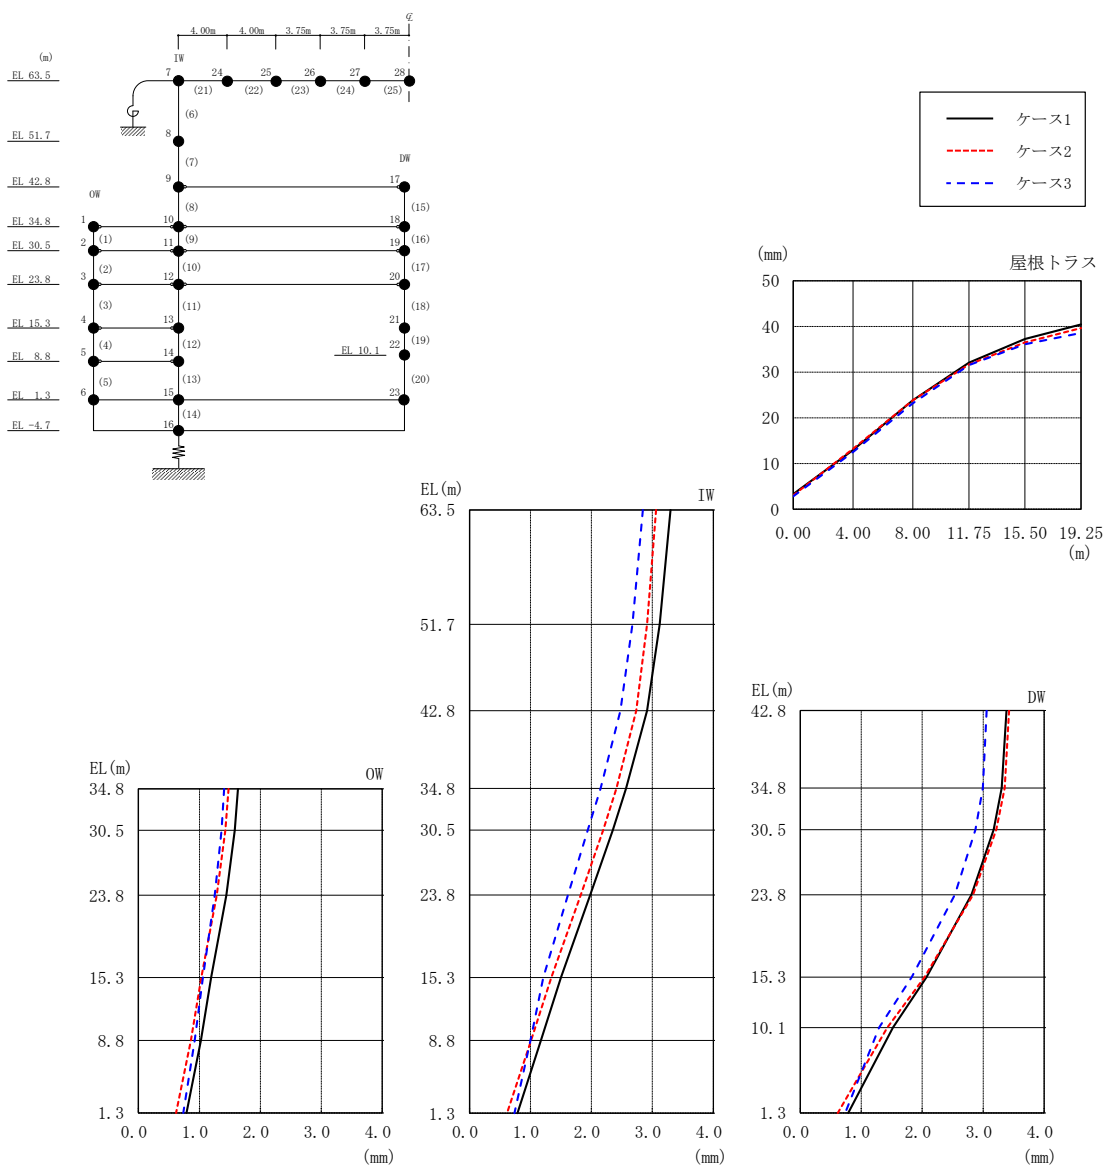 ℄
4.00m 4.00m 3.75m 3.75m 3.75m
(m) IW
EL 63.5 7 24 25 26 27 28
(21) (22) (23) (24) (25)
(6)
EL 51.7 8
(7) DW
EL 42.8 9 17
OW (8) (15)
EL 34.8 1 10 18
(1) (9) (16)
EL 30.5 2 11 19
(2) (10) (17)
EL 23.8 3 12 20
(3) (11) (18)
EL 15.3 4 13 21
(4) (12) (19)
EL 10.1 22
EL 8.8 5 14
(5) (13) (20)
EL 1.3 6 15 23
(14)
EL -4.7 16
ケース1
ケース2
ケース3
(mm) 屋根トラス
50
40
30
20
10
0
0.00 4.00 8.00 11.75 15.50 19.25
(m)
EL(m) IW
63.5
51.7
42.8
34.8
30.5
23.8
15.3
8.8
1.3
0.0 1.0 2.0 3.0 4.0
(mm)
EL(m) OW
34.8
30.5
23.8
15.3
8.8
1.3
0.0 1.0 2.0 3.0 4.0
(mm)
EL(m) DW
42.8
34.8
30.5
23.8
15.3
10.1
1.3
0.0 1.0 2.0 3.0 4.0
(mm)